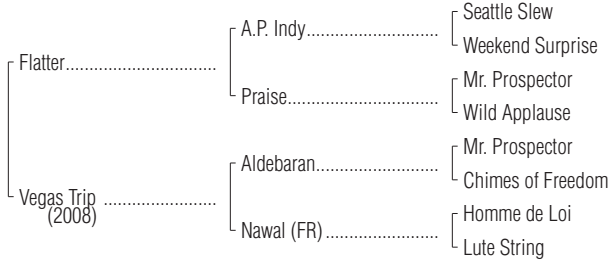 Seattle Slew
A.P. Indy
Weekend Surprise
Flatter
Mr. Prospector
Praise
Wild Applause
Mr. Prospector
Aldebaran
Chimes of Freedom
Vegas Trip
(2008)
Homme de Loi
Nawal (FR)
Lute String